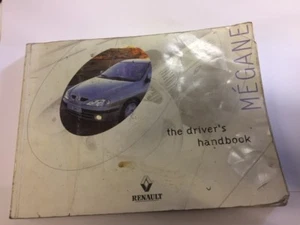 the driver's
handbook
MÉGANE
RENAULT